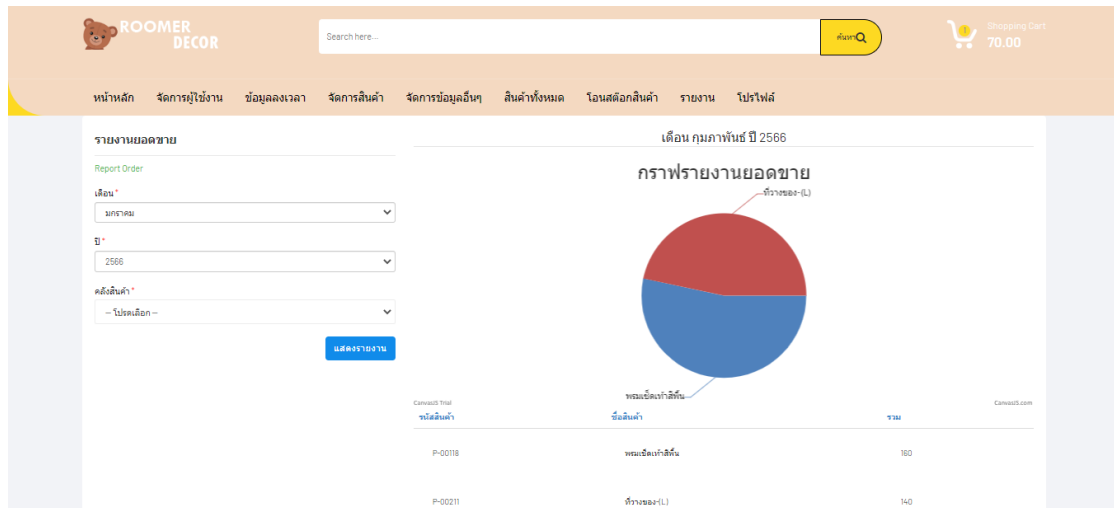 ROOMER
DECOR
Search here...
ค้นหา
1
Shopping Cart
70.00
หน้าหลัก จัดการผู้ใช้งาน ข้อมูลลงเวลา จัดการสินค้า จัดการข้อมูลอื่นๆ สินค้าทั้งหมด โอนสต๊อกสินค้า รายงาน โปรไฟล์
รายงานยอดขาย
Report Order
เดือน *
มกราคม
ปี *
2566
คลังสินค้า *
-- โปรดเลือก --
แสดงรายงาน
เดือน กุมภาพันธ์ ปี 2566
กราฟรายงานยอดขาย
ที่วางของ-(L)
พรมเช็ดเท้าสีพื้น
CanvasJS Trial
CanvasJS.com
รหัสสินค้า ชื่อสินค้า รวม
P-00118 พรมเช็ดเท้าสีพื้น 160
P-00211 ที่วางของ-(L) 140